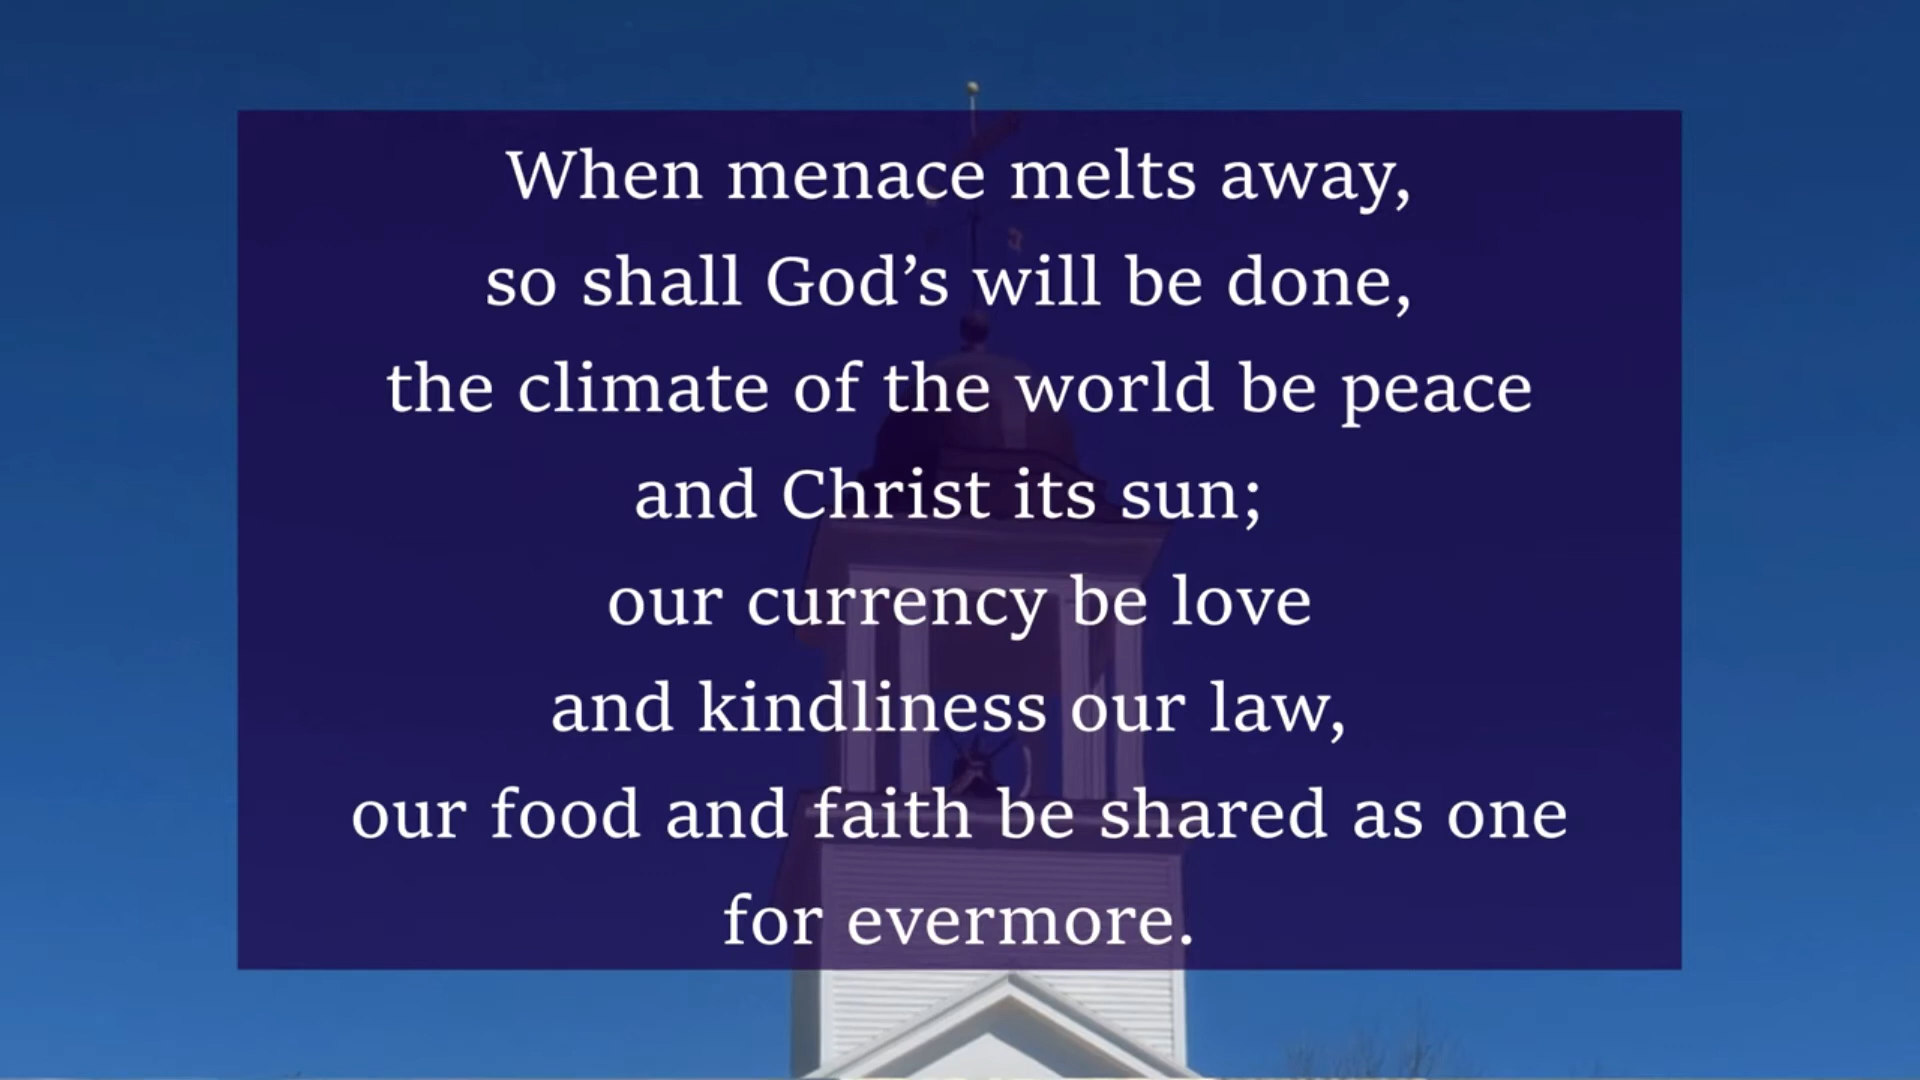 When menace melts away,
so shall God’s will be done,
the climate of the world be peace
and Christ its sun;
our currency be love
and kindliness our law,
our food and faith be shared as one
for evermore.